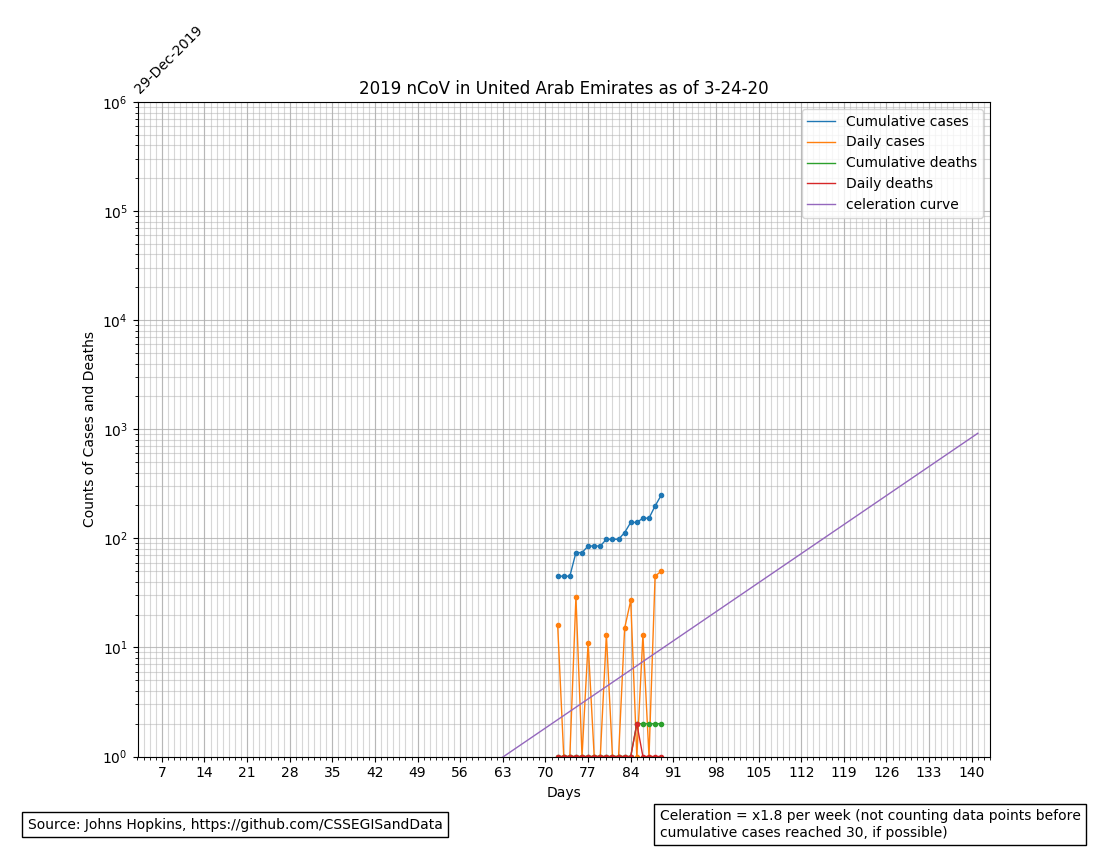 29-Dec-2019
2019 nCoV in United Arab Emirates as of 3-24-20
Cumulative cases
Daily cases
Cumulative deaths
Daily deaths
celeration curve
Counts of Cases and Deaths
10^6
10^5
10^4
10^3
10^2
10^1
10^0
7 14 21 28 35 42 49 56 63 70 77 84 91 98 105 112 119 126 133 140
Days
Source: Johns Hopkins, https://github.com/CSSEGISandData
Celeration = x1.8 per week (not counting data points before
cumulative cases reached 30, if possible)